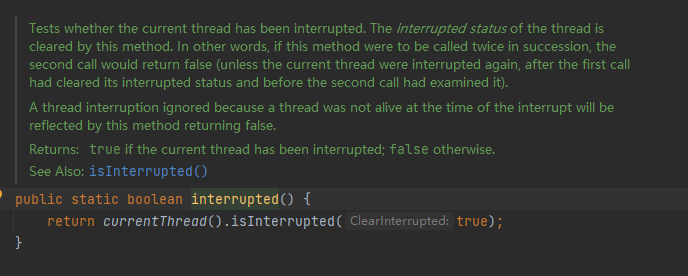 Tests whether the current thread has been interrupted. The interrupted status of the thread is
cleared by this method. In other words, if this method were to be called twice in succession, the
second call would return false (unless the current thread were interrupted again, after the first call
had cleared its interrupted status and before the second call had examined it).
A thread interruption ignored because a thread was not alive at the time of the interrupt will be
reflected by this method returning false.
Returns: true if the current thread has been interrupted; false otherwise.
See Also: isInterrupted()
public static boolean interrupted() {
    return currentThread().isInterrupted( ClearInterrupted: true);
}